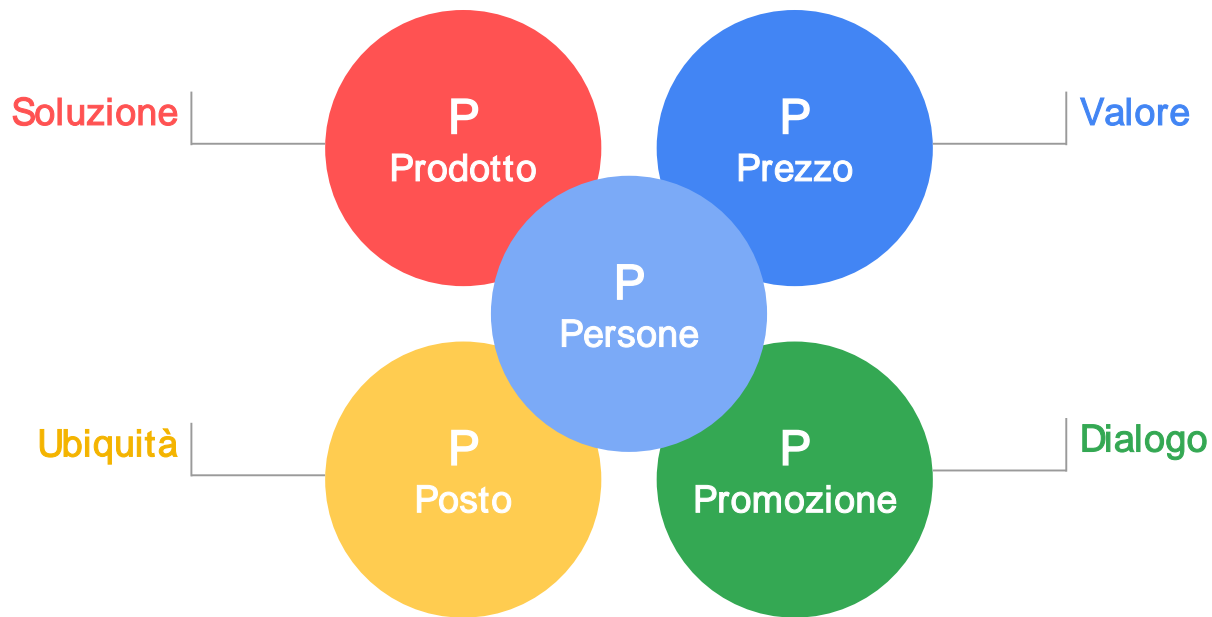 Soluzione
P
Prodotto
P
Prezzo
Valore
P
Persone
Ubiquità
P
Posto
P
Promozione
Dialogo